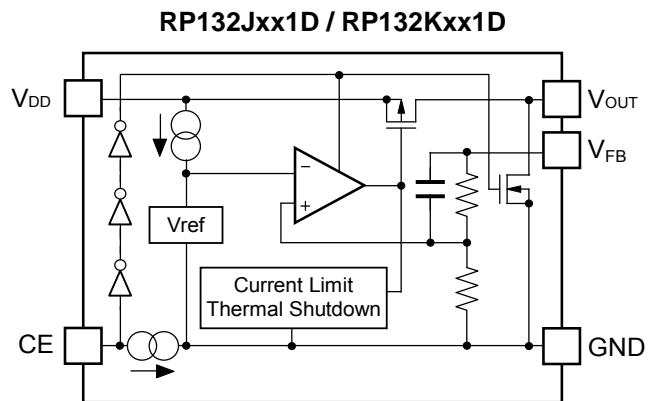 RP132Jxx1D / RP132Kxx1D
VDD
VOUT
VFB
−
+
Vref
Current Limit
Thermal Shutdown
CE
GND